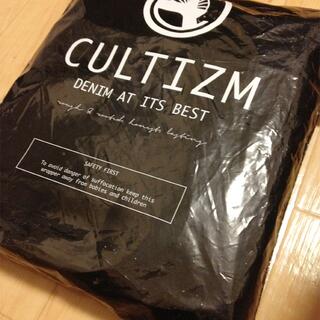 CULTIZM
DENIM AT ITS BEST
rough &
SAFETY FIRST
To avoid danger of suffocation keep this
wrapper away from babies and children